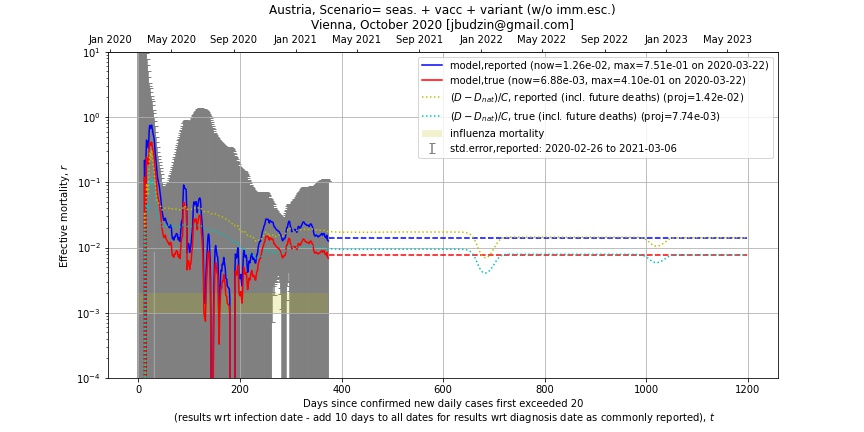 Austria, Scenario= seas. + vacc + variant (w/o imm.esc.)
Vienna, October 2020 [jbudzin@gmail.com]
Jan 2020 May 2020 Sep 2020 Jan 2021 May 2021 Sep 2021 Jan 2022 May 2022 Sep 2022 Jan 2023 May 2023
model,reported (now=1.26e-02, max=7.51e-01 on 2020-03-22)
model,true (now=6.88e-03, max=4.10e-01 on 2020-03-22)
(D−Dnat)/C, reported (incl. future deaths) (proj=1.42e-02)
(D−Dnat)/C, true (incl. future deaths) (proj=7.74e-03)
influenza mortality
std.error,reported: 2020-02-26 to 2021-03-06
Effective mortality, r
10¹
10⁰
10⁻¹
10⁻²
10⁻³
10⁻⁴
0 200 400 600 800 1000 1200
Days since confirmed new daily cases first exceeded 20
(results wrt infection date - add 10 days to all dates for results wrt diagnosis date as commonly reported), t